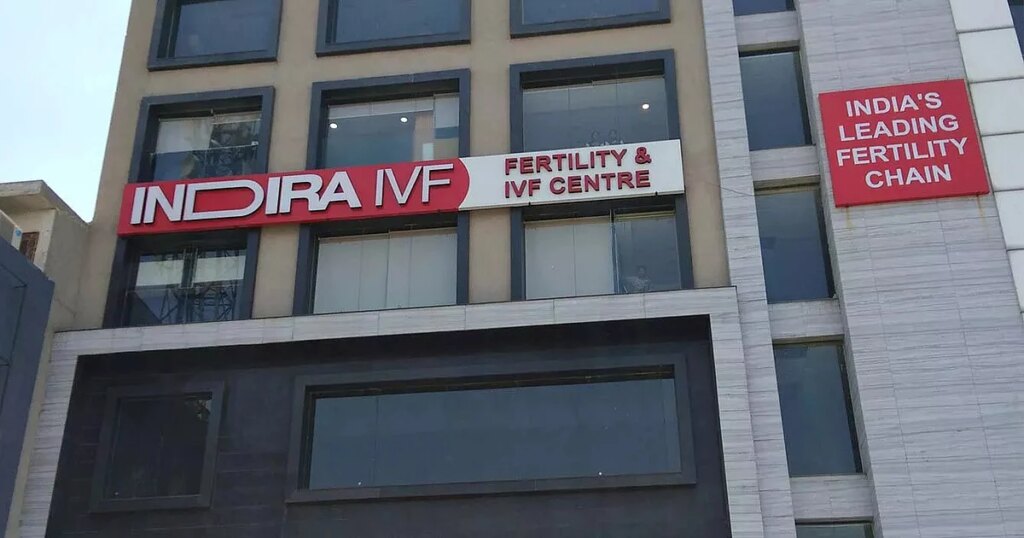 INDIRA IVF
FERTILITY &
IVF CENTRE
INDIA'S
LEADING
FERTILITY
CHAIN